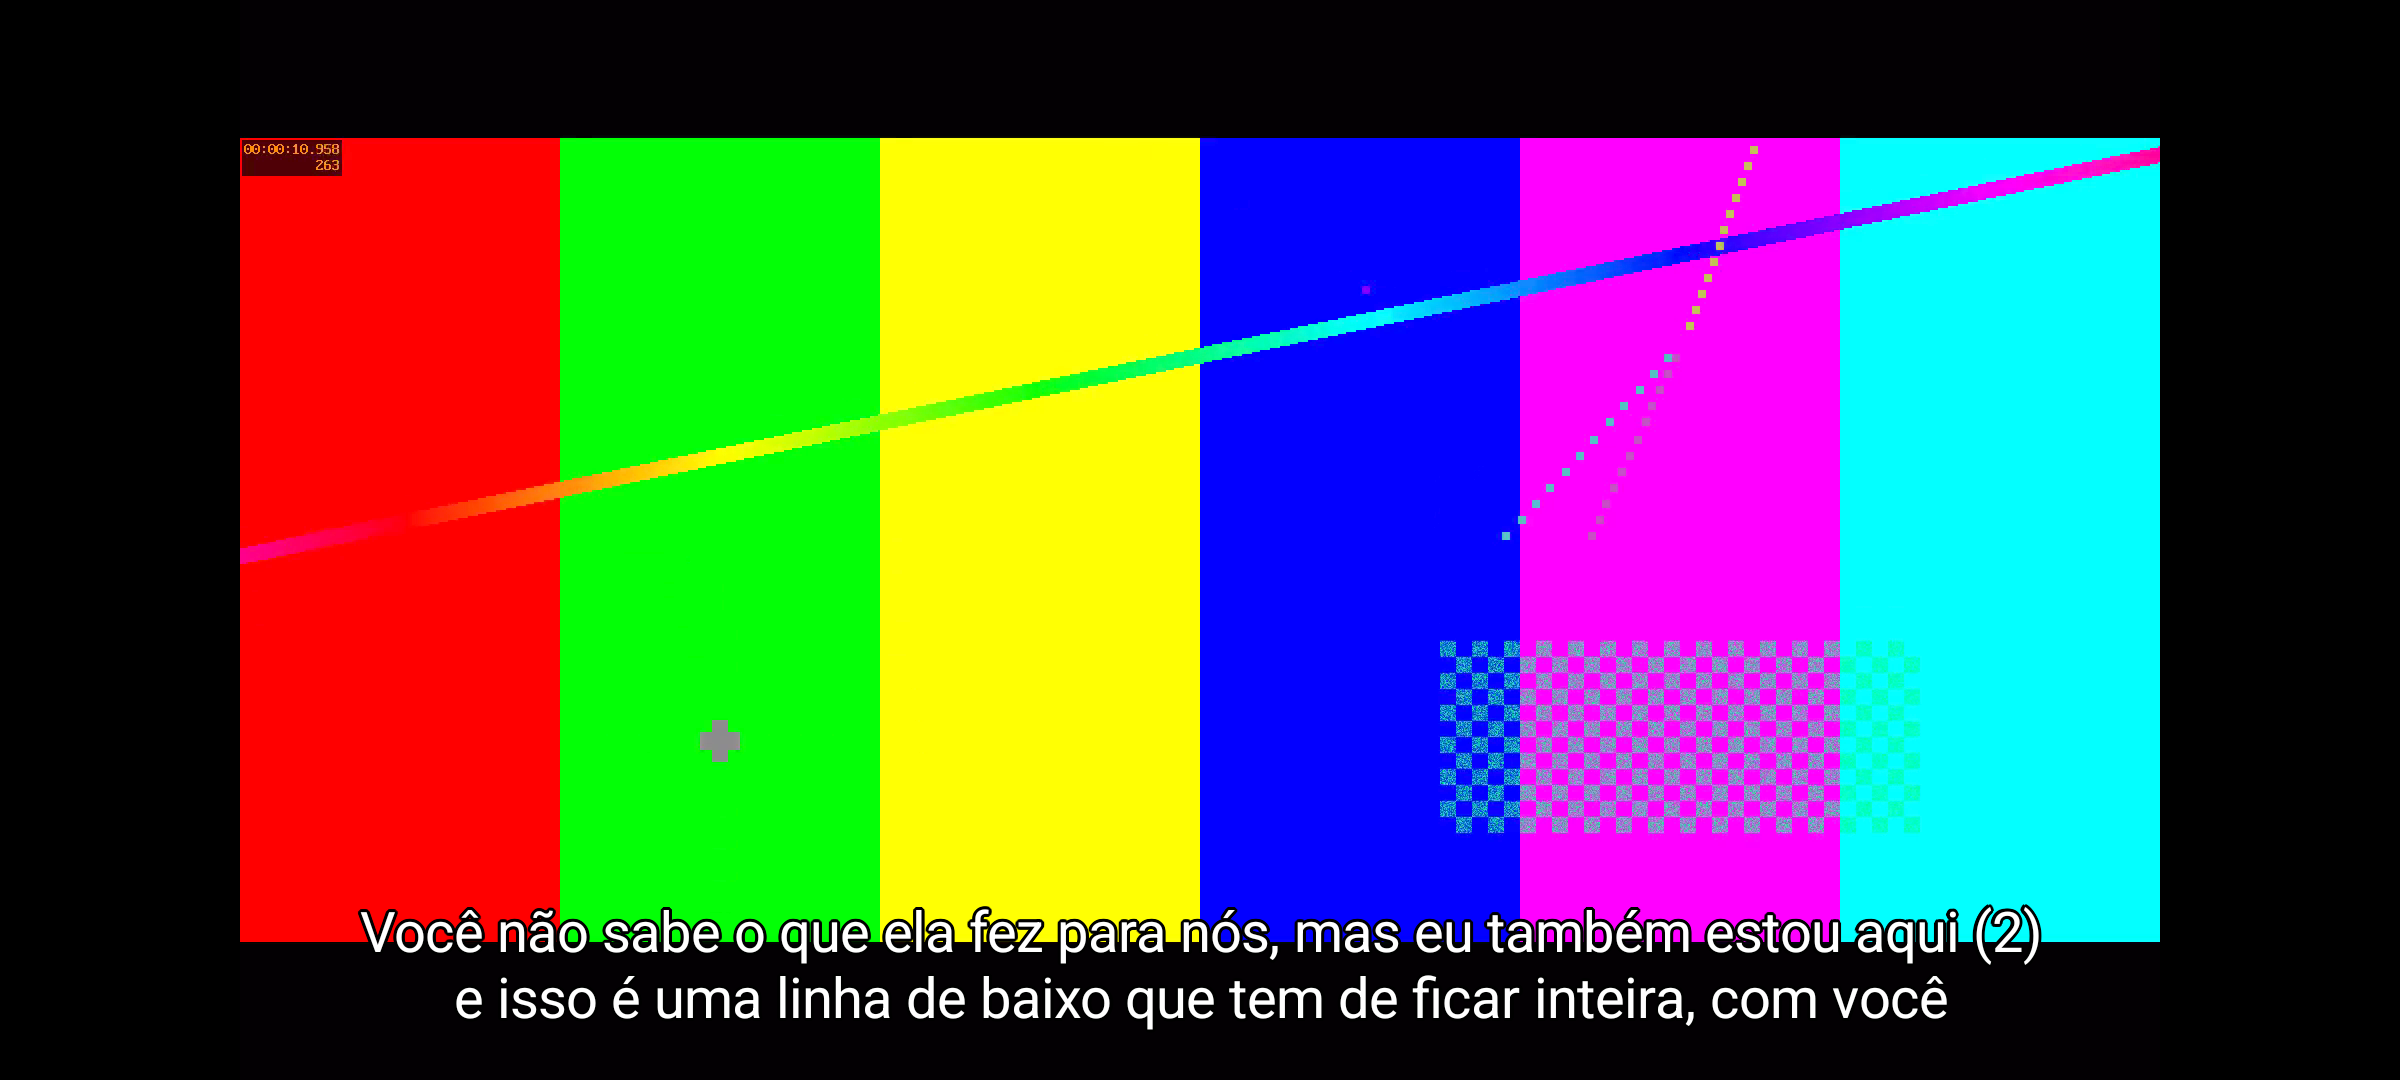 00:00:10.958
263
Você não sabe o que ela fez para nós, mas eu também estou aqui (2)
e isso é uma linha de baixo que tem de ficar inteira, com você